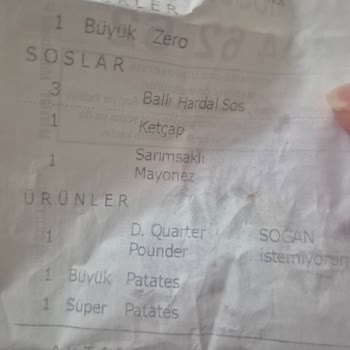 1 Büyük Zero
SOSLAR
3 Ballı Hardal Sos
1 Ketçap
1 Sarımsaklı
Mayonez
ÜRÜNLER
1 D. Quarter SOĞAN
Pounder istemiyorum
1 Büyük Patates
1 Süper Patates